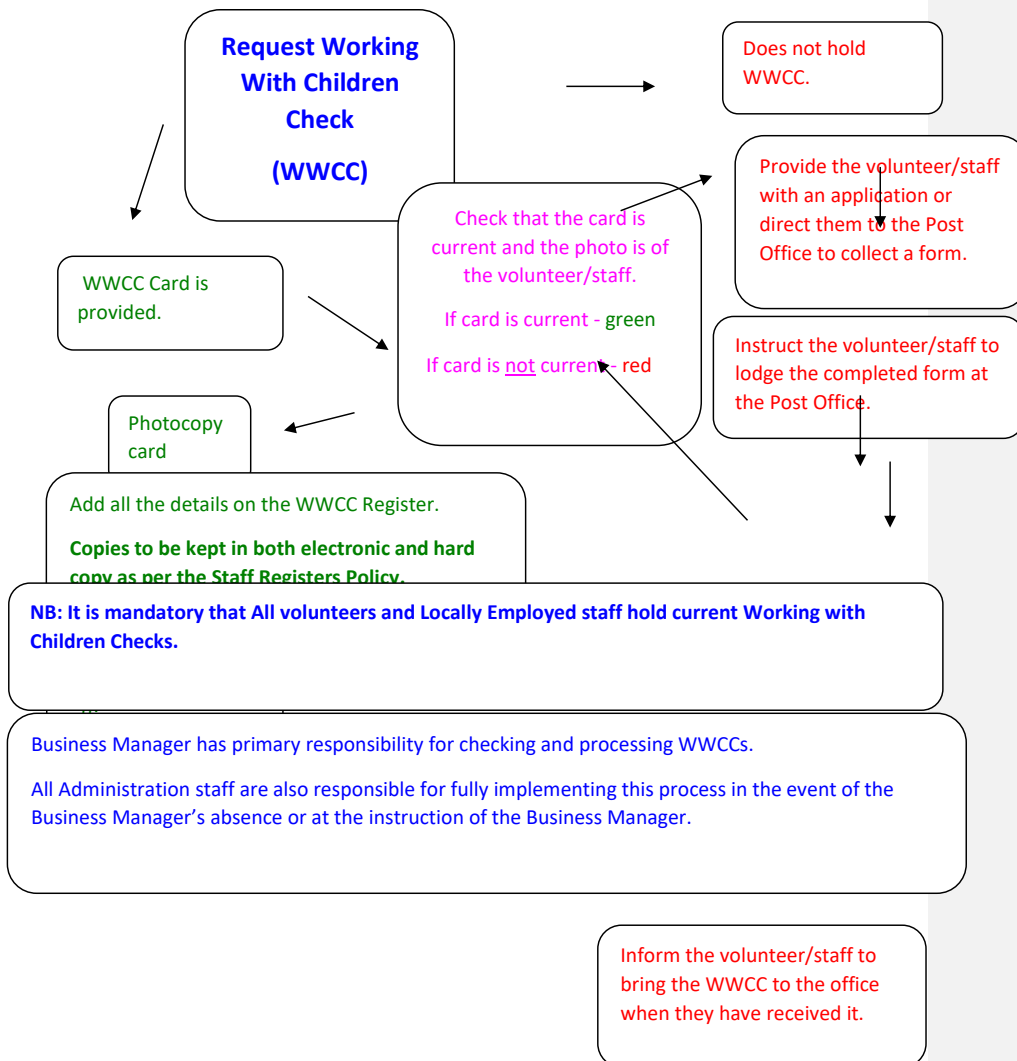 Request Working
With Children
Check
(WWCC)
Does not hold
WWCC.
Provide the volunteer/staff
with an application or
direct them to the Post
Office to collect a form.
Check that the card is
current and the photo is of
the volunteer/staff.
If card is current - green
If card is not current - red
WWCC Card is
provided.
Instruct the volunteer/staff to
lodge the completed form at
the Post Office.
Photocopy
card
Add all the details on the WWCC Register.
Copies to be kept in both electronic and hard
copy as per the Staff Registers Policy.
NB: It is mandatory that All volunteers and Locally Employed staff hold current Working with
Children Checks.
Business Manager has primary responsibility for checking and processing WWCCs.
All Administration staff are also responsible for fully implementing this process in the event of the
Business Manager’s absence or at the instruction of the Business Manager.
Inform the volunteer/staff to
bring the WWCC to the office
when they have received it.